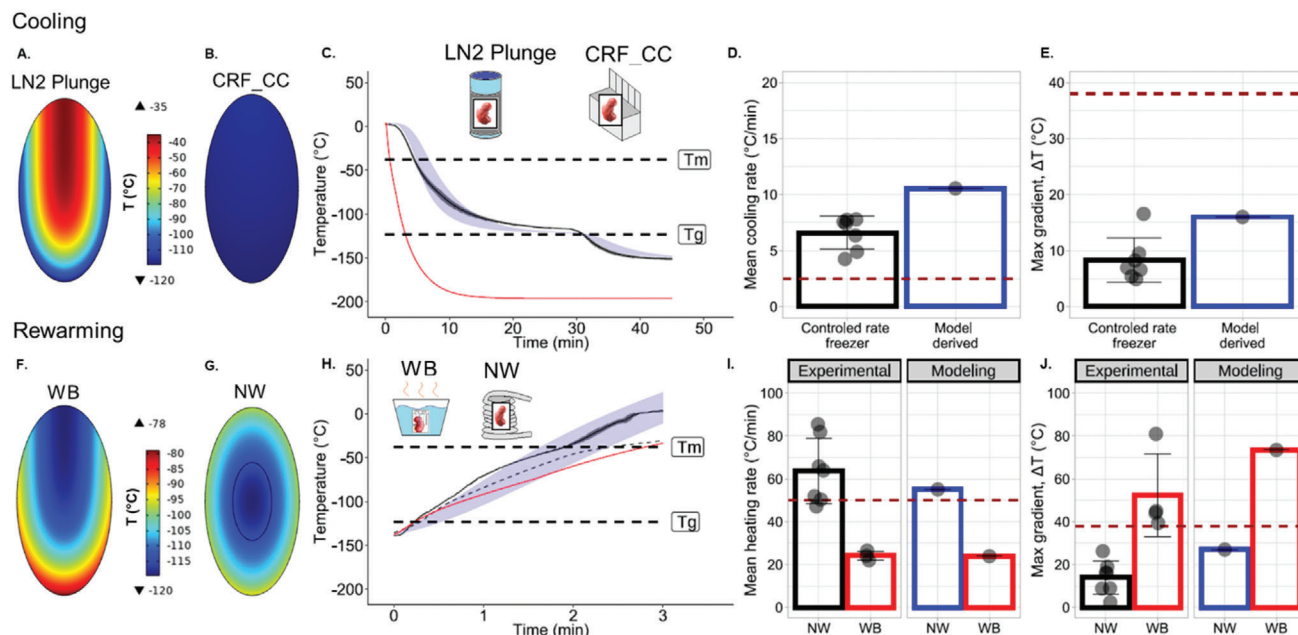 Cooling
A.
LN2 Plunge
-35
-40
-50
-60
-70
-80
-90
-100
-110
-120
T (°C)
B.
CRF_CC
C.
LN2 Plunge
CRF_CC
50
0
-50
-100
-150
-200
Temperature (°C)
Tm
Tg
0
10
20
30
40
50
Time (min)
D.
20
15
10
5
0
Mean cooling rate (°C/min)
Controled rate
freezer
Model
derived
E.
40
30
20
10
0
Max gradient, ΔT (°C)
Controled rate
freezer
Model
derived
Rewarming
F.
WB
-78
-80
-85
-90
-95
-100
-105
-110
-115
-120
T (°C)
G.
NW
H.
WB
NW
50
0
-50
-100
-150
-200
Temperature (°C)
Tm
Tg
0
1
2
3
Time (min)
I.
Experimental
Modeling
100
80
60
40
20
0
Mean heating rate (°C/min)
NW
WB
NW
WB
J.
Experimental
Modeling
100
80
60
40
20
0
Max gradient, ΔT (°C)
NW
WB
NW
WB